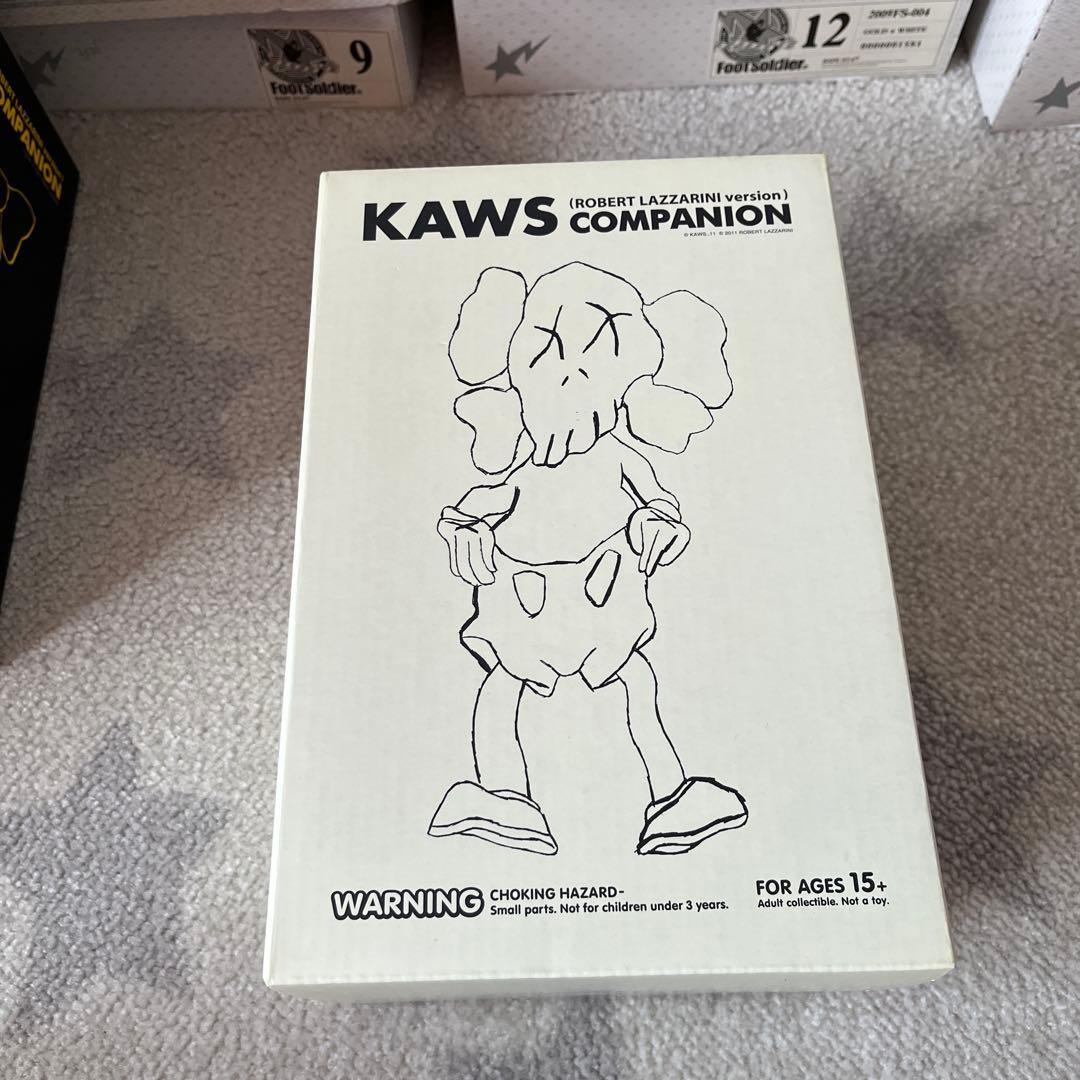 9
FootSoldier.
12
2009FS-004
GOLD x WHITE
FootSoldier.
COMPANION
KAWS (ROBERT LAZZARINI version)
COMPANION
© KAWS..11 © 2011 ROBERT LAZZARINI
WARNING CHOKING HAZARD-
Small parts. Not for children under 3 years.
FOR AGES 15+
Adult collectible. Not a toy.